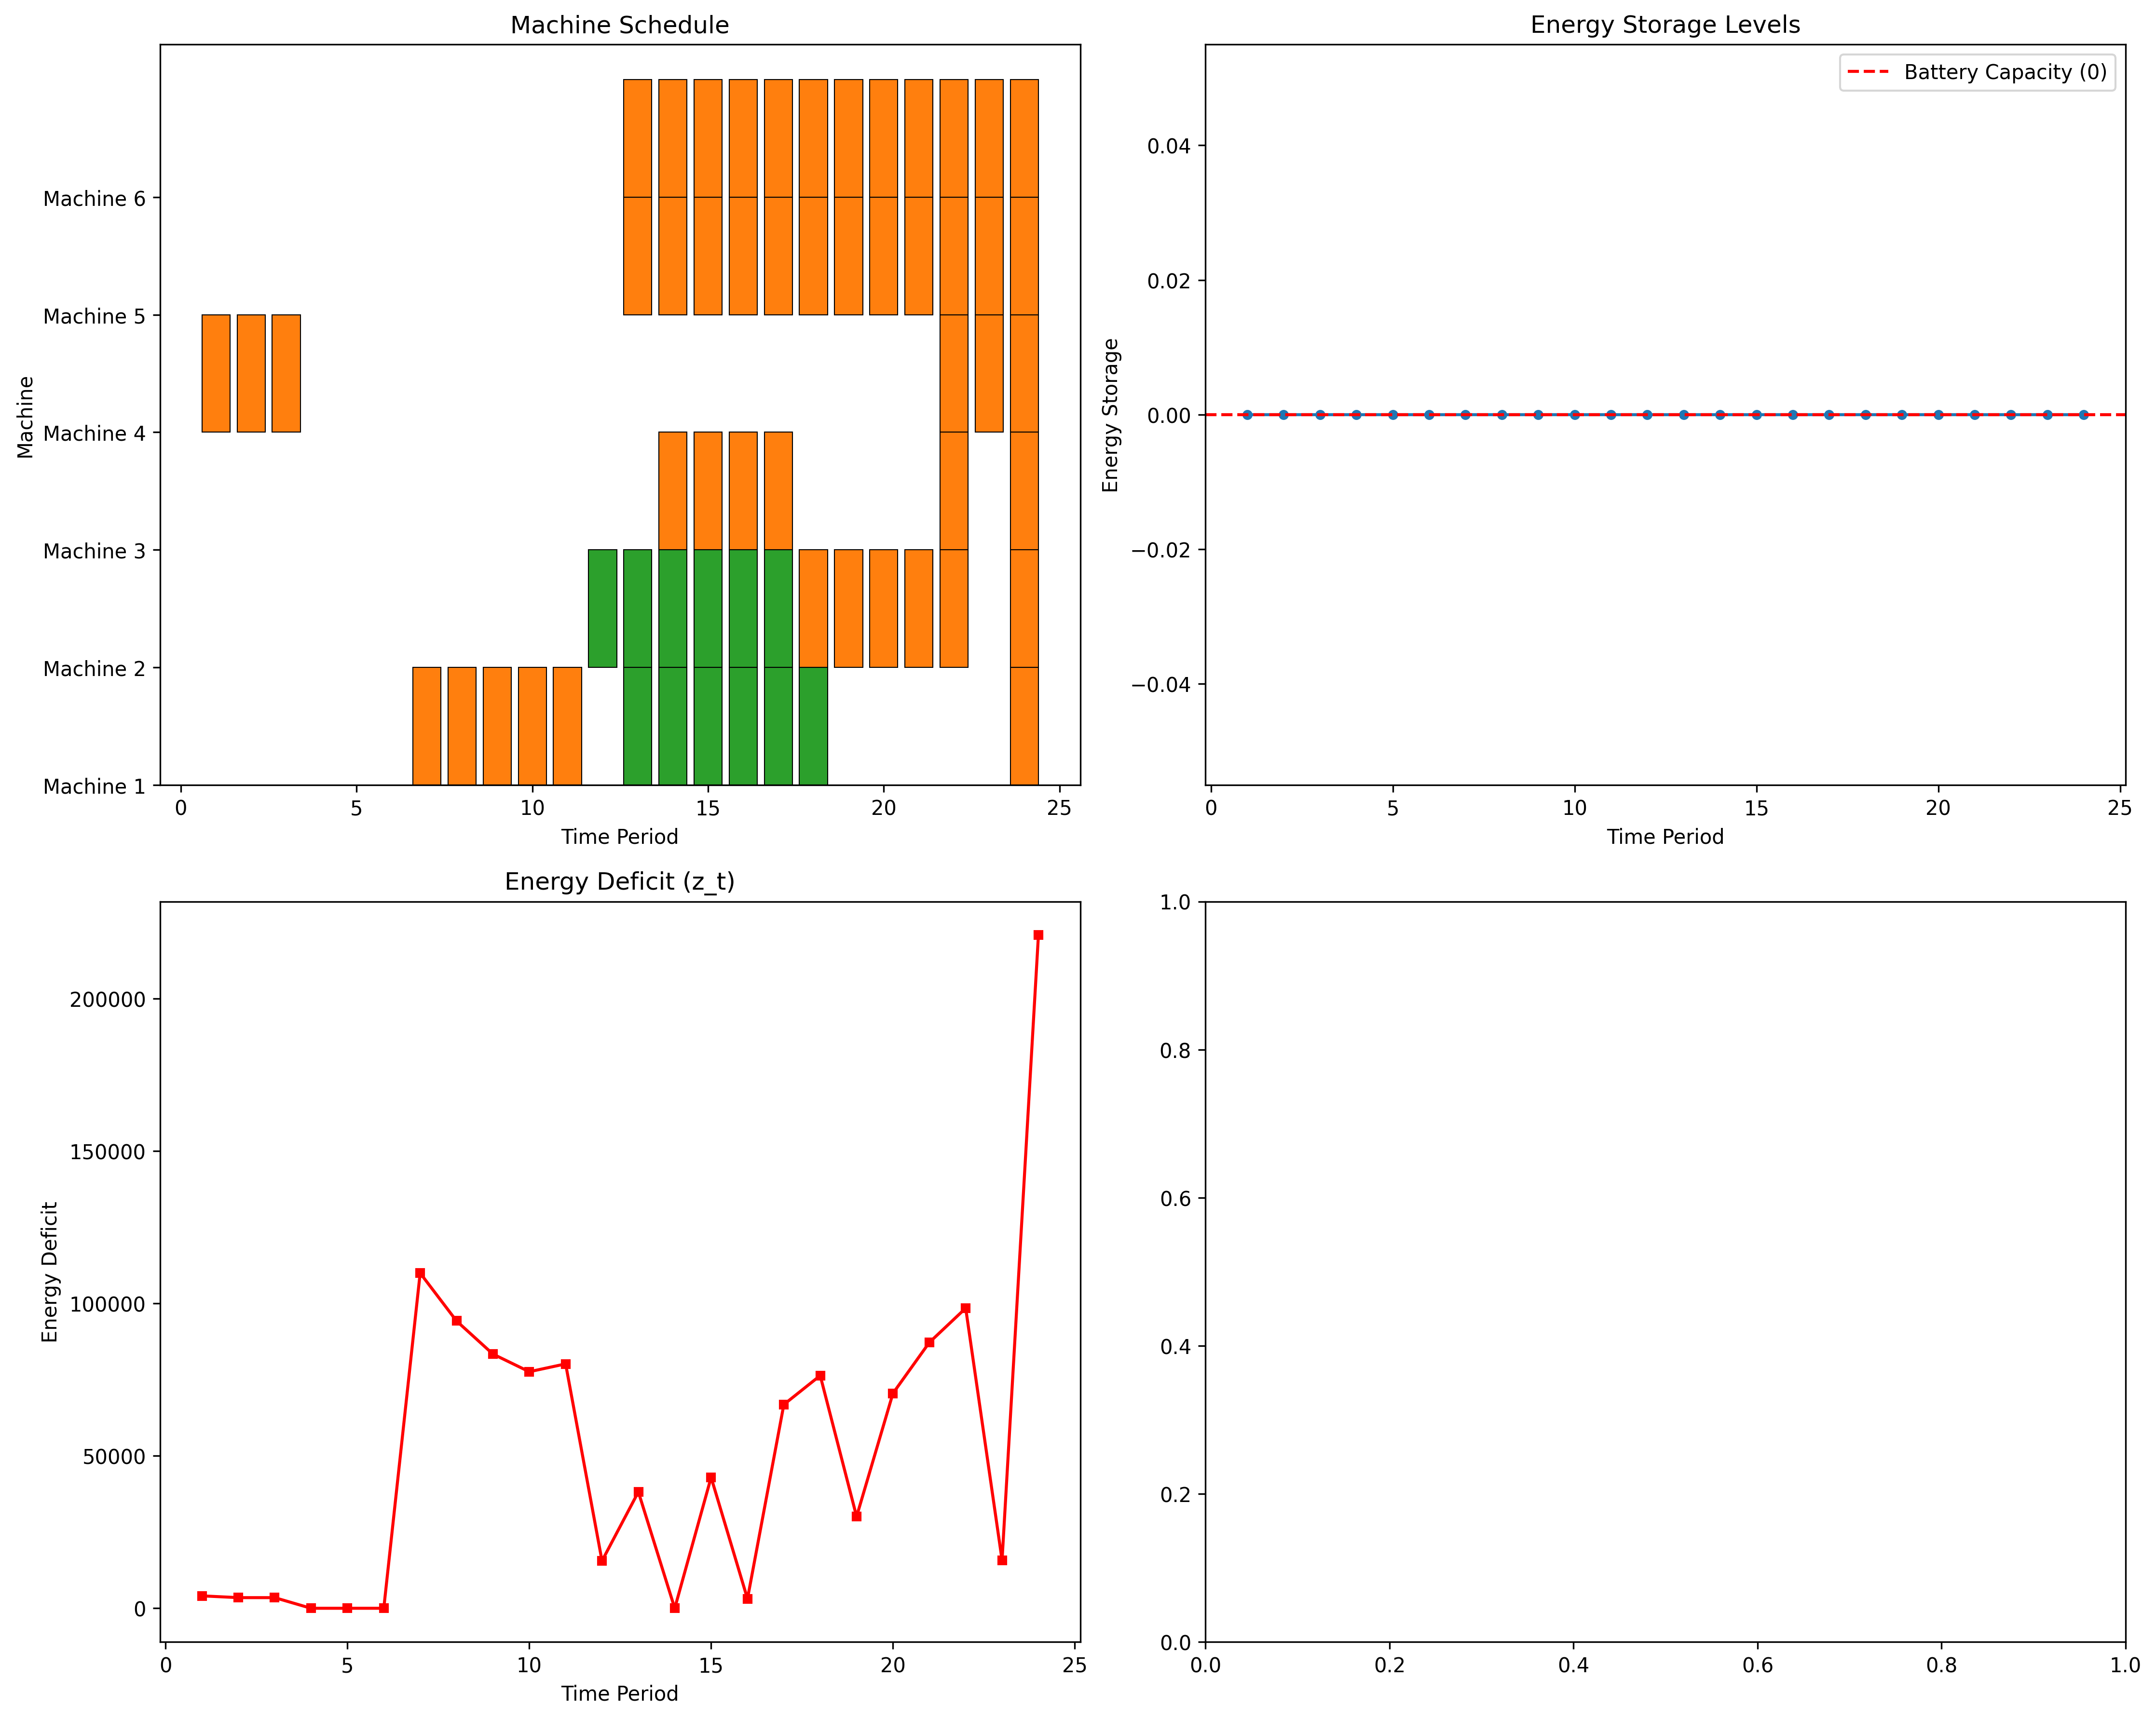 Machine Schedule
Machine
Machine 6
Machine 5
Machine 4
Machine 3
Machine 2
Machine 1
0 5 10 15 20 25
Time Period
Energy Storage Levels
Battery Capacity (0)
Energy Storage
0.04
0.02
0.00
−0.02
−0.04
0 5 10 15 20 25
Time Period
Energy Deficit (z_t)
Energy Deficit
200000
150000
100000
50000
0
0 5 10 15 20 25
Time Period
1.0
0.8
0.6
0.4
0.2
0.0
0.0 0.2 0.4 0.6 0.8 1.0